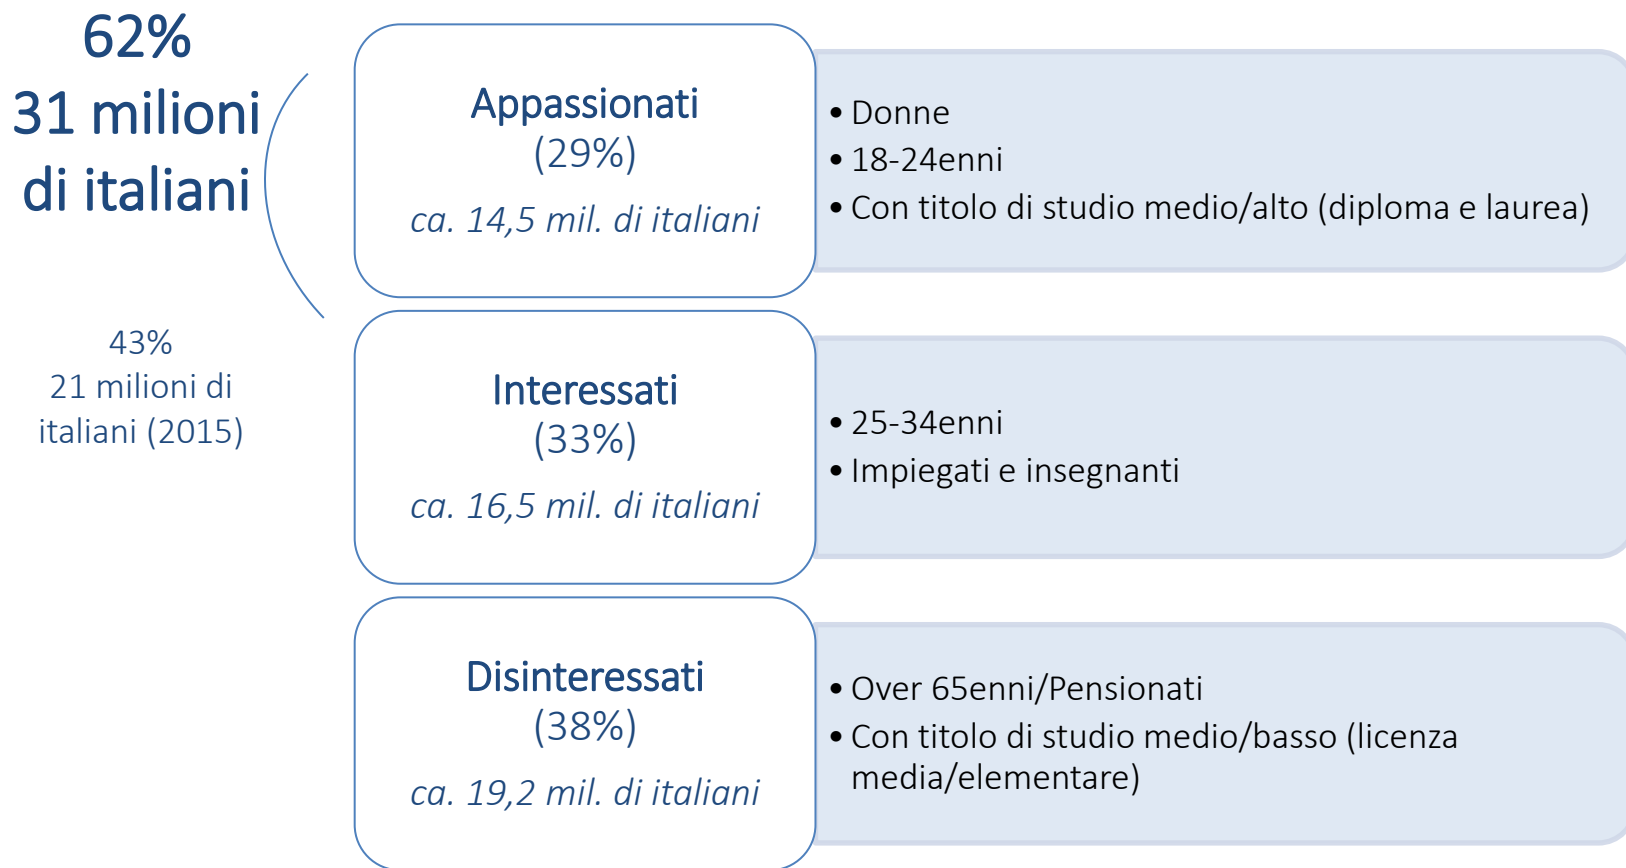 62%
31 milioni
di italiani
43%
21 milioni di
italiani (2015)
Appassionati
(29%)
ca. 14,5 mil. di italiani
• Donne
• 18-24enni
• Con titolo di studio medio/alto (diploma e laurea)
Interessati
(33%)
ca. 16,5 mil. di italiani
• 25-34enni
• Impiegati e insegnanti
Disinteressati
(38%)
ca. 19,2 mil. di italiani
• Over 65enni/Pensionati
• Con titolo di studio medio/basso (licenza
media/elementare)